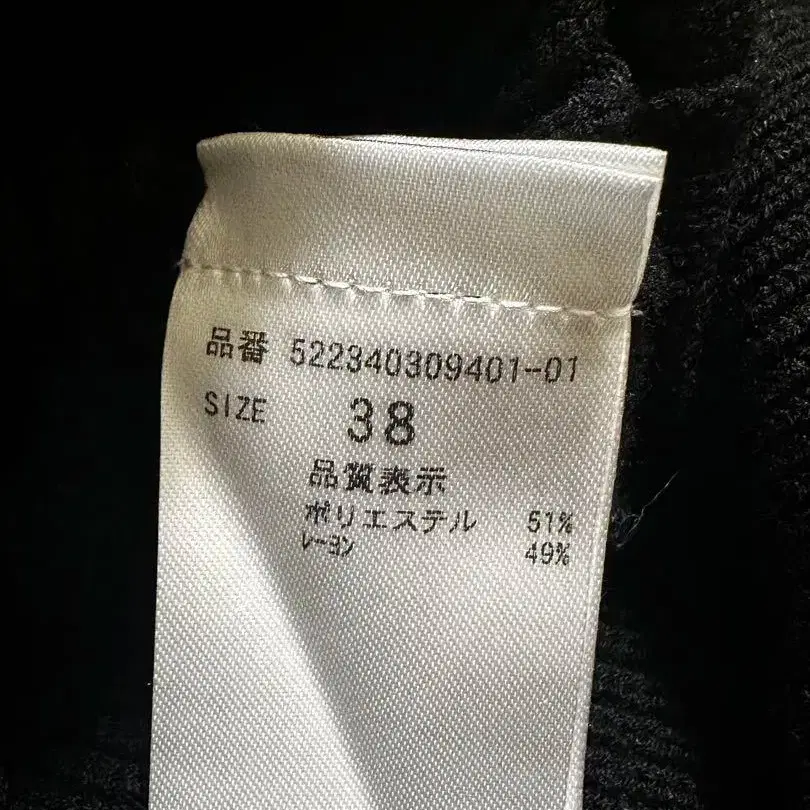 品番 522340309401-01
SIZE 38
品質表示
ポリエステル 51%
レーヨン 49%